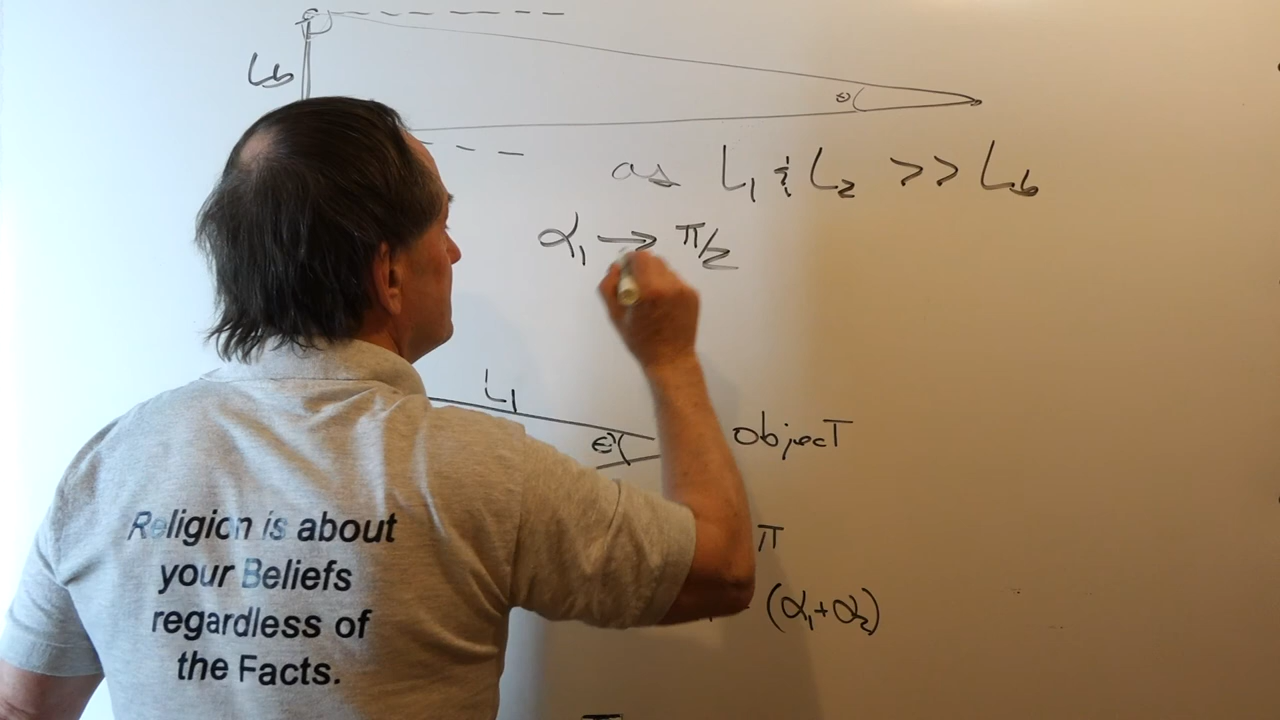 Lb
θ
as L₁ & L₂ >> Lb
α₁ → π/2
L₁
θ
object
π
(α₁+α₂)
Religion is about
your Beliefs
regardless of
the Facts.